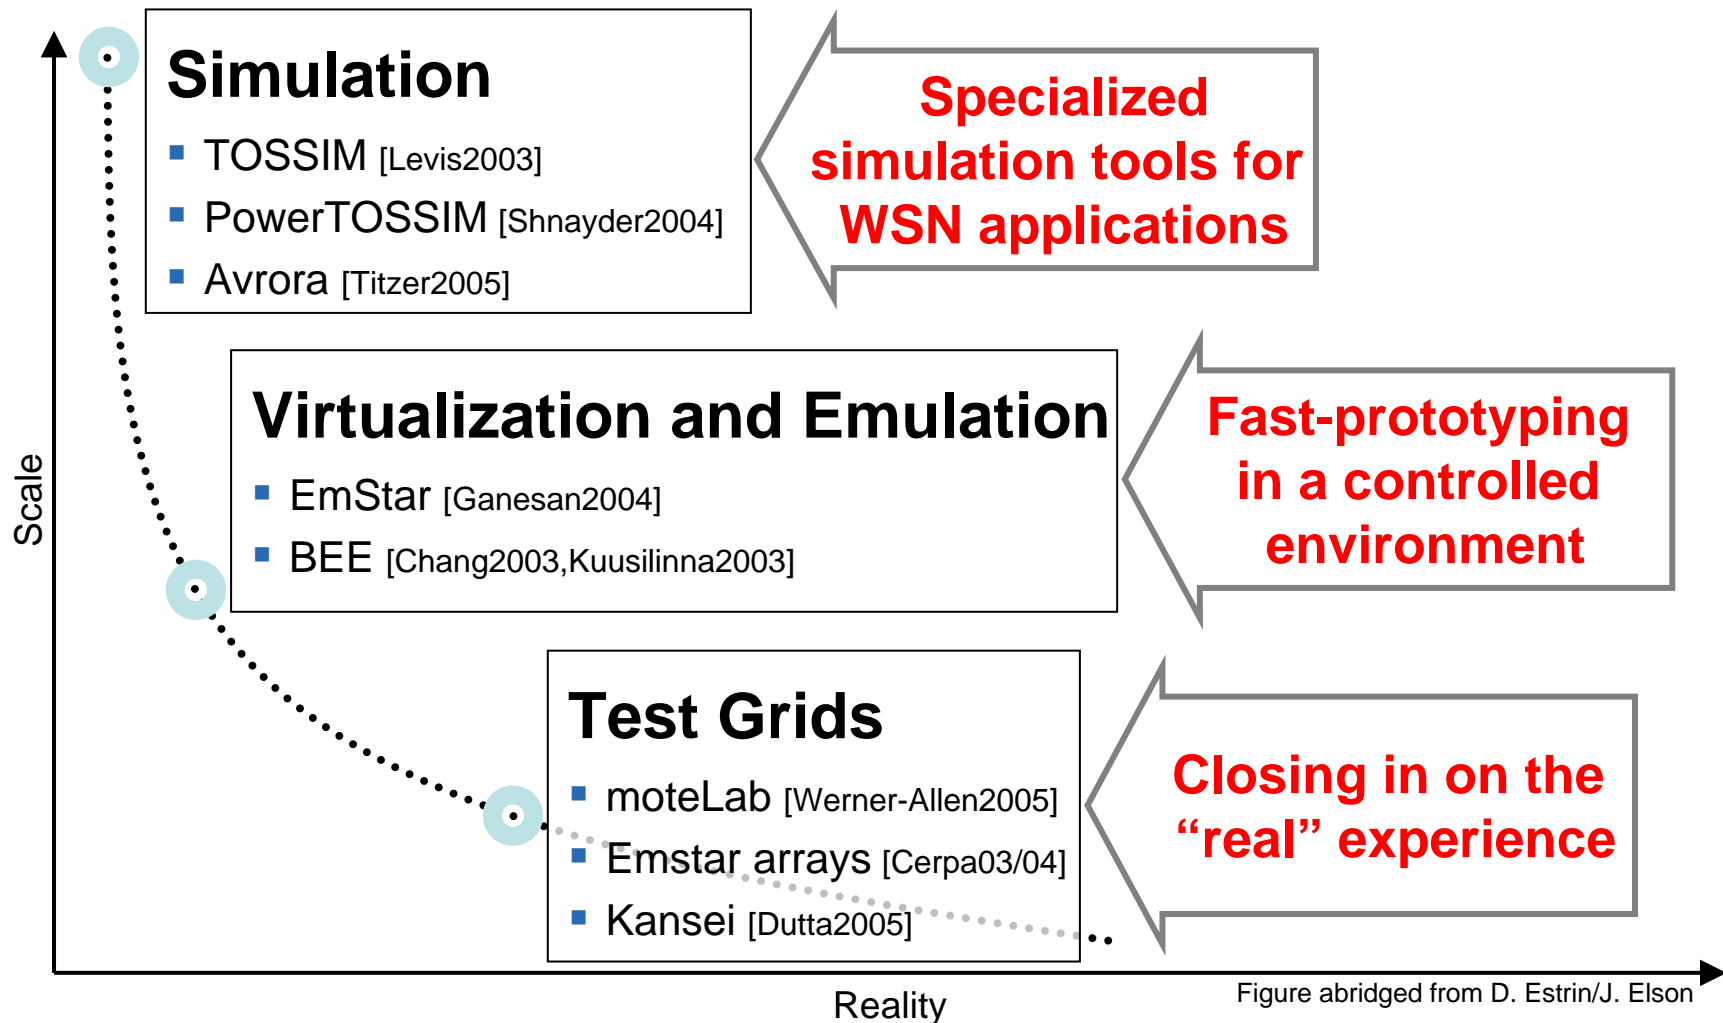 Simulation
TOSSIM [Levis2003]
PowerTOSSIM [Shnayder2004]
Avrora [Titzer2005]
Specialized
simulation tools for
WSN applications
Virtualization and Emulation
EmStar [Ganesan2004]
BEE [Chang2003,Kuusilinna2003]
Fast-prototyping
in a controlled
environment
Scale
Test Grids
moteLab [Werner-Allen2005]
Emstar arrays [Cerpa03/04]
Kansei [Dutta2005]
Closing in on the
“real” experience
Reality
Figure abridged from D. Estrin/J. Elson